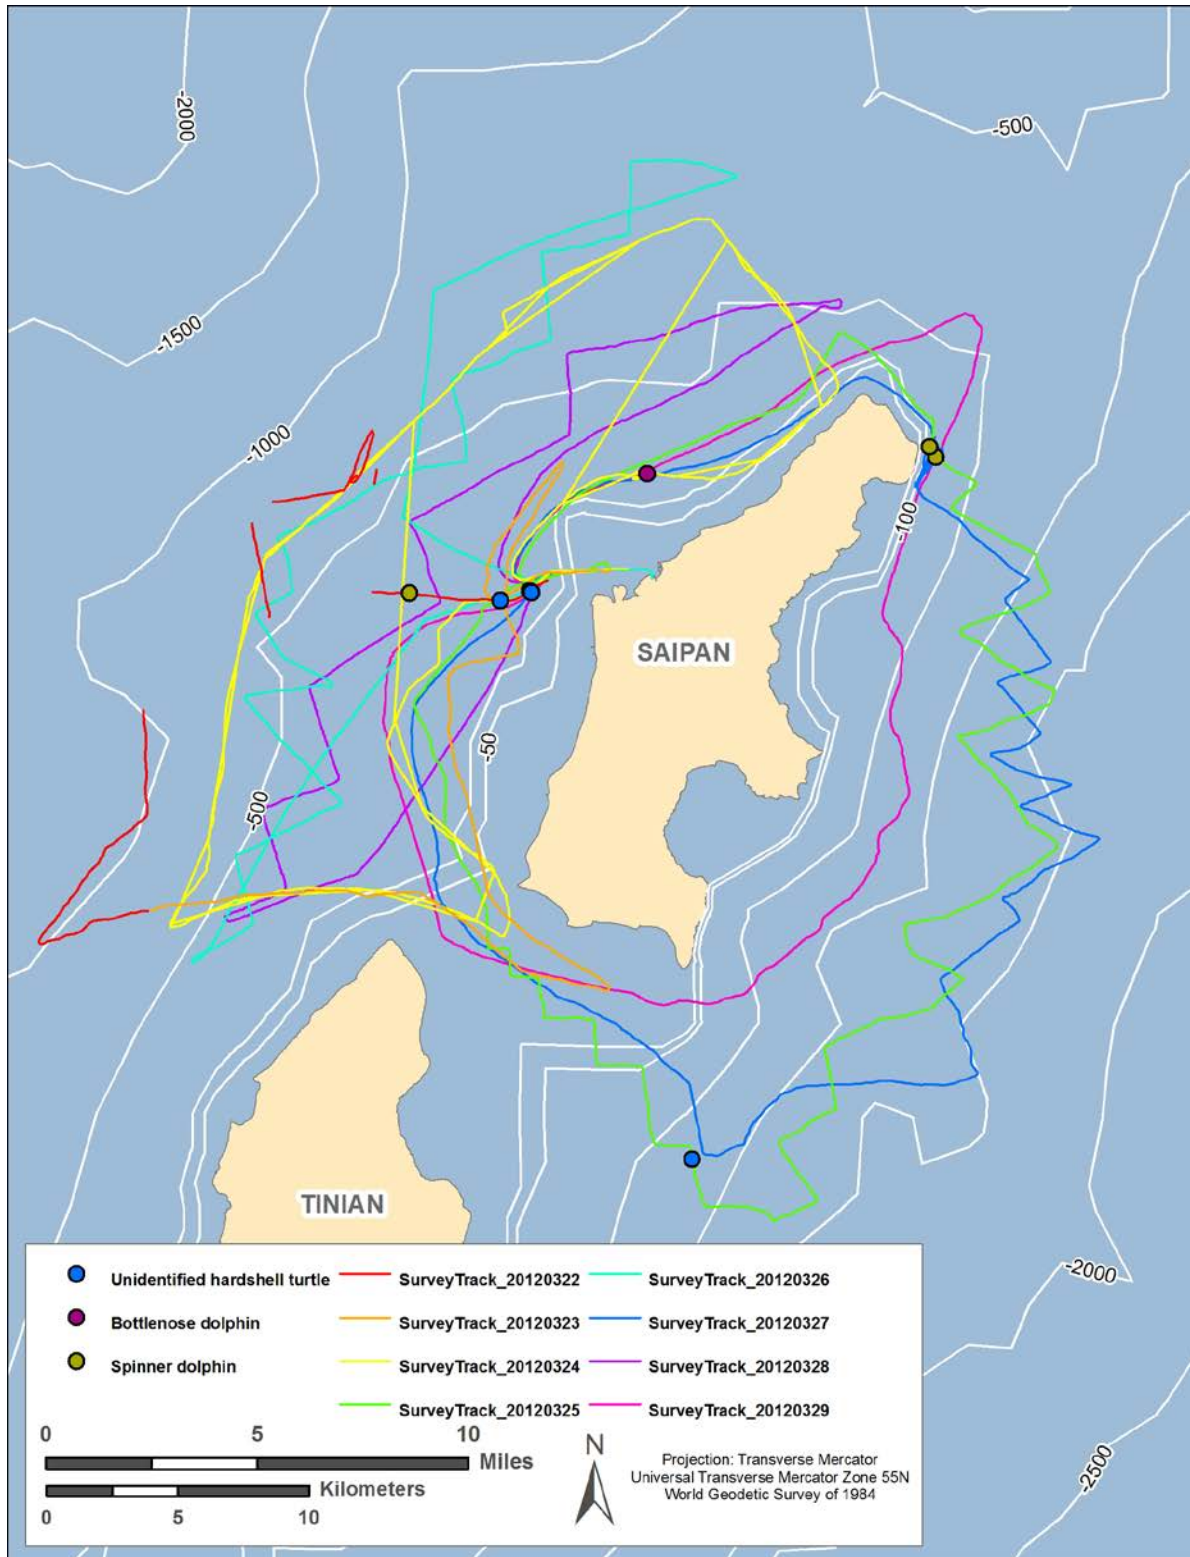 -2000
-500
-1500
-1000
-100
SAIPAN
-50
-500
TINIAN
-2000
-2500
Unidentified hardshell turtle
Bottlenose dolphin
Spinner dolphin
SurveyTrack_20120322
SurveyTrack_20120323
SurveyTrack_20120324
SurveyTrack_20120325
SurveyTrack_20120326
SurveyTrack_20120327
SurveyTrack_20120328
SurveyTrack_20120329
0 5 10
Miles
Kilometers
0 5 10
N
Projection: Transverse Mercator
Universal Transverse Mercator Zone 55N
World Geodetic Survey of 1984